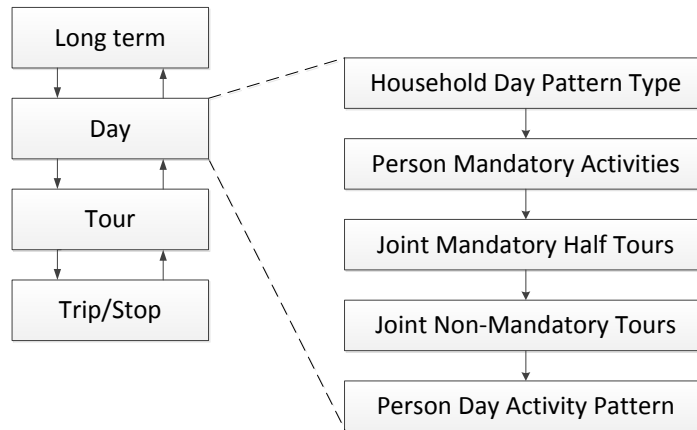 Long term
Day
Tour
Trip/Stop
Household Day Pattern Type
Person Mandatory Activities
Joint Mandatory Half Tours
Joint Non-Mandatory Tours
Person Day Activity Pattern